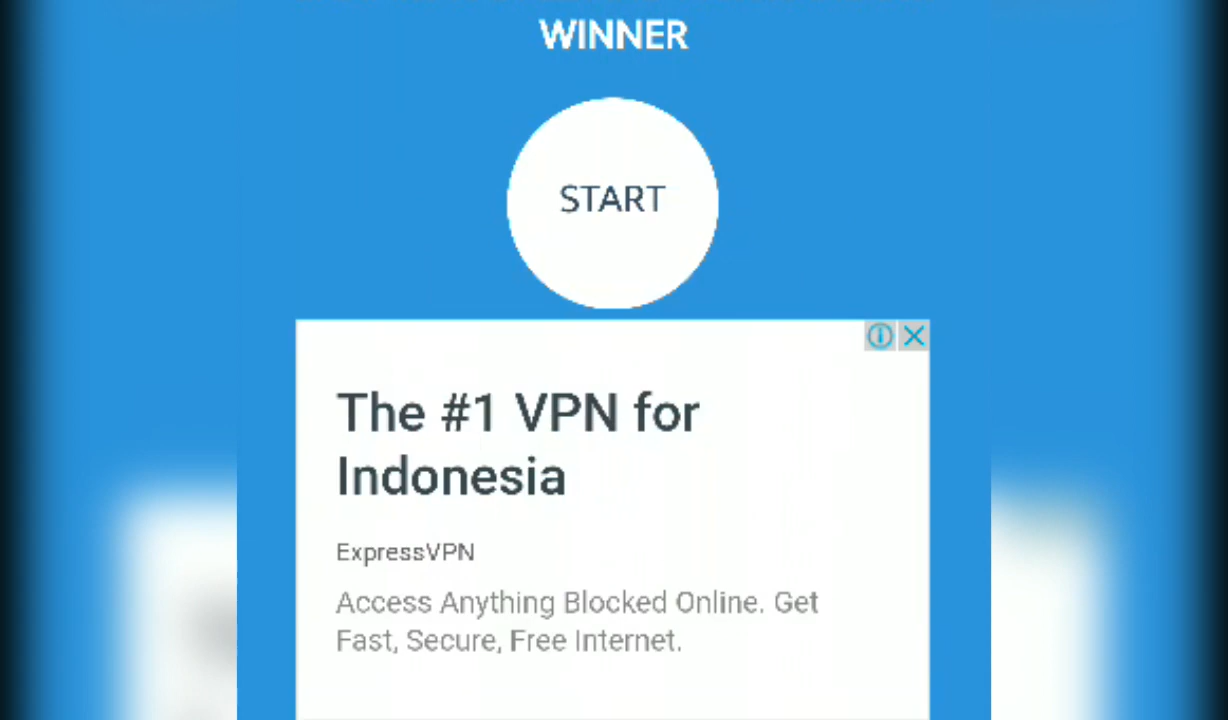 WINNER
START
The #1 VPN for
Indonesia
ExpressVPN
Access Anything Blocked Online. Get
Fast, Secure, Free Internet.